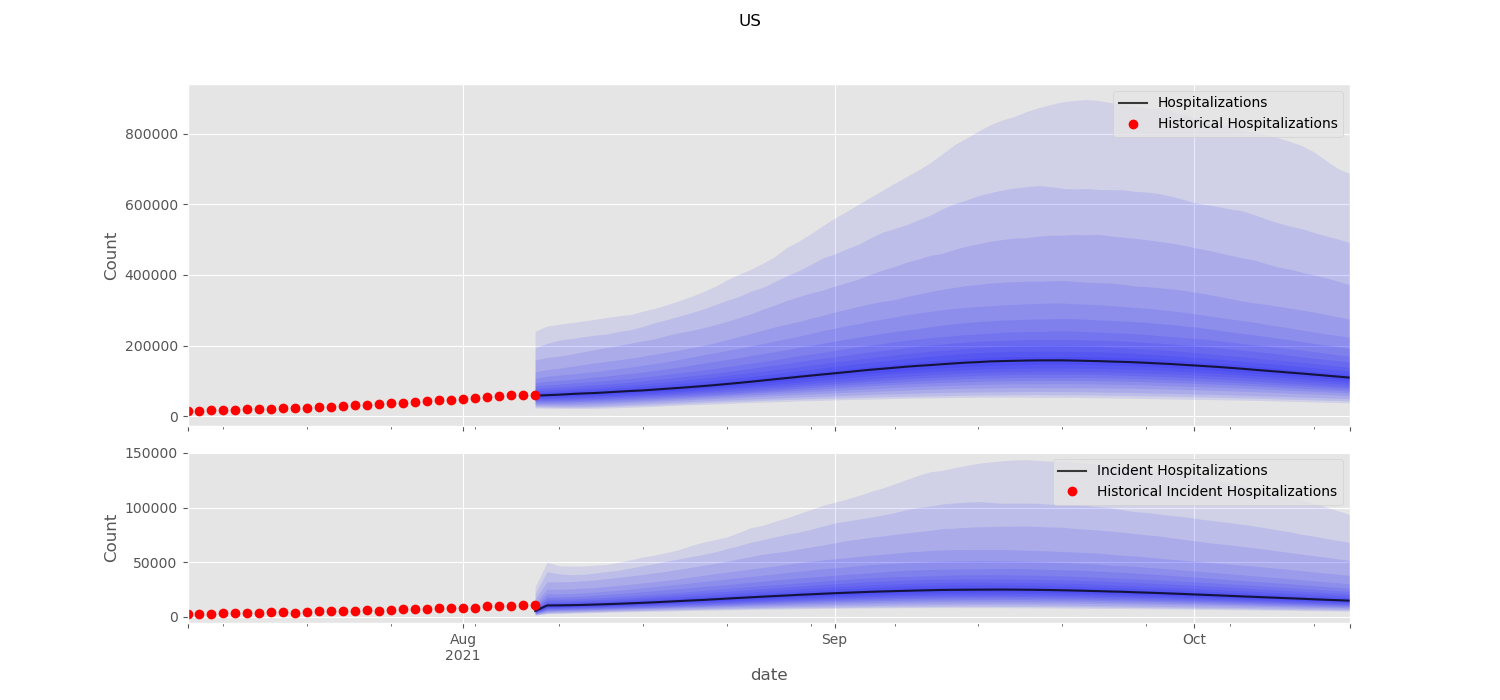 US
Hospitalizations
Historical Hospitalizations
800000
600000
400000
200000
0
Count
Incident Hospitalizations
Historical Incident Hospitalizations
150000
100000
50000
0
Count
Aug
2021
Sep
Oct
date